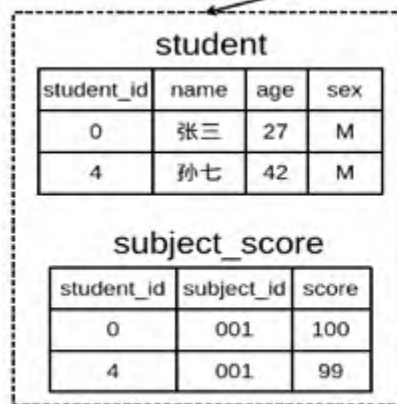 student
student_id name age sex
0 张三 27 M
4 孙七 42 M
subject_score
student_id subject_id score
0 001 100
4 001 99